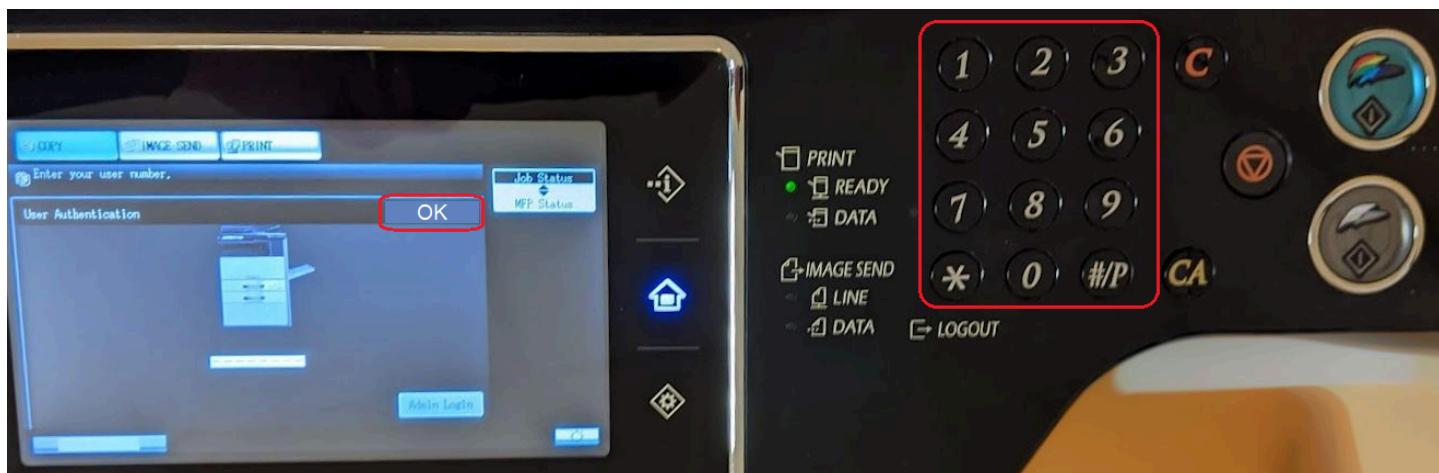 COPY
IMAGE SEND
PRINT
Enter your user number.
Job Status
MFP Status
User Authentication
OK
Admin Login
PRINT
READY
DATA
IMAGE SEND
LINE
DATA
LOGOUT
1 2 3 C
4 5 6
7 8 9
* 0 #/P CA